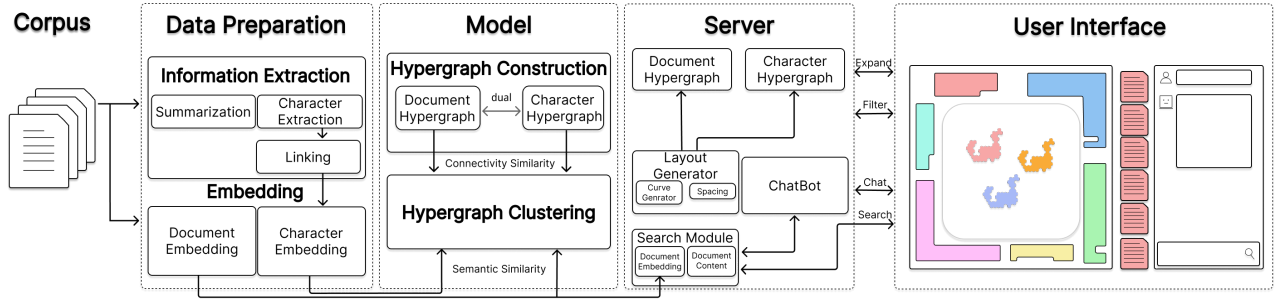 Corpus
Data Preparation
Information Extraction
Summarization
Character
Extraction
Linking
Embedding
Document
Embedding
Character
Embedding
Model
Hypergraph Construction
Document
Hypergraph
dual
Character
Hypergraph
Connectivity Similarity
Hypergraph Clustering
Semantic Similarity
Server
Document
Hypergraph
Character
Hypergraph
Layout
Generator
Curve
Genrator
Spacing
ChatBot
Search Module
Document
Embedding
Document
Content
Expand
Filter
Chat
Search
User Interface